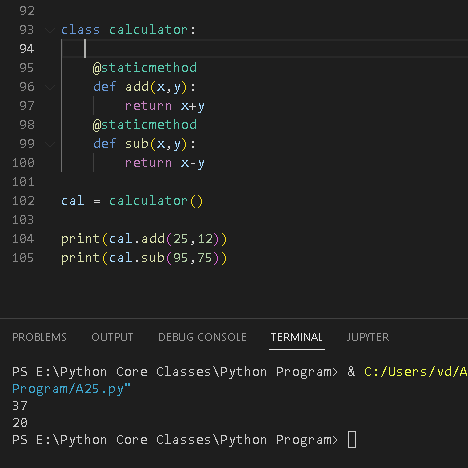 92
93 class calculator:
94
95 @staticmethod
96 def add(x,y):
97 return x+y
98 @staticmethod
99 def sub(x,y):
100 return x-y
101
102 cal = calculator()
103
104 print(cal.add(25,12))
105 print(cal.sub(95,75))
PROBLEMS OUTPUT DEBUG CONSOLE TERMINAL JUPYTER
PS E:\Python Core Classes\Python Program> & C:/Users/vd/A
Program/A25.py"
37
20
PS E:\Python Core Classes\Python Program>